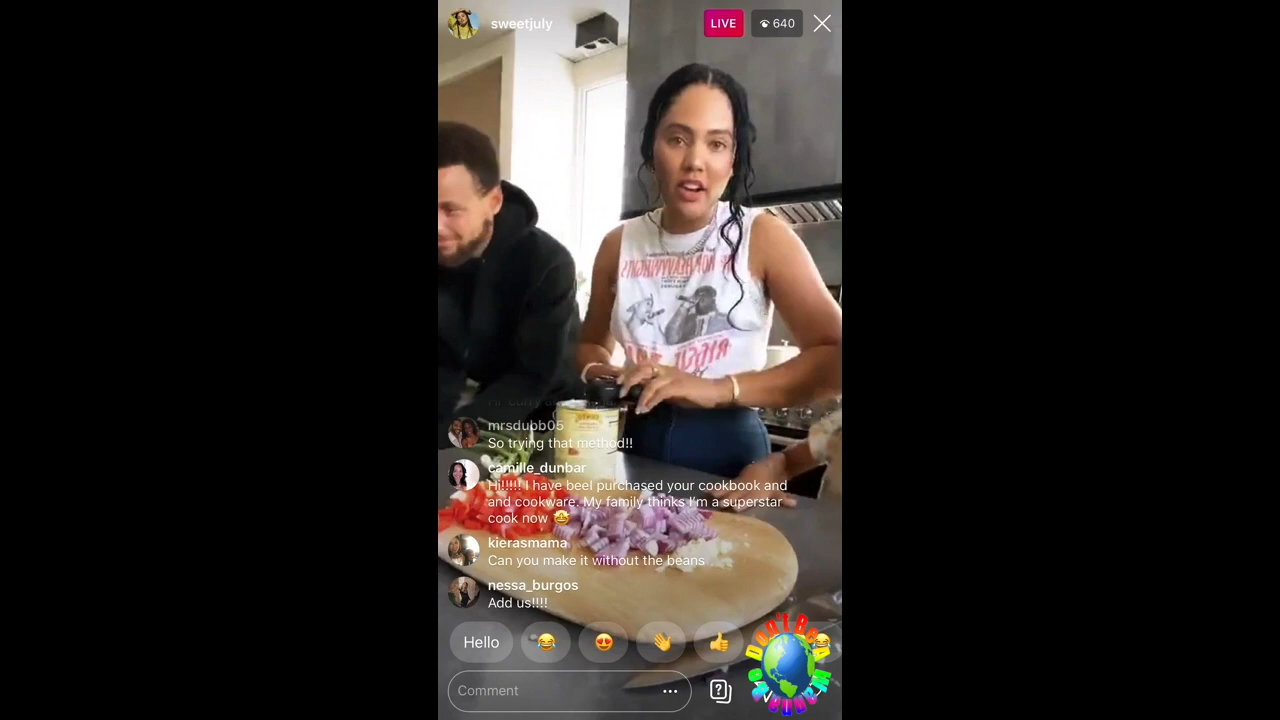 sweetjuly
LIVE
640
mrsdubb05
So trying that method!!
camille_dunbar
Hi!!!!! I have beel purchased your cookbook and
and cookware. My family thinks I'm a superstar
cook now 🤩
kierasmama
Can you make it without the beans
nessa_burgos
Add us!!!!
Hello
Comment